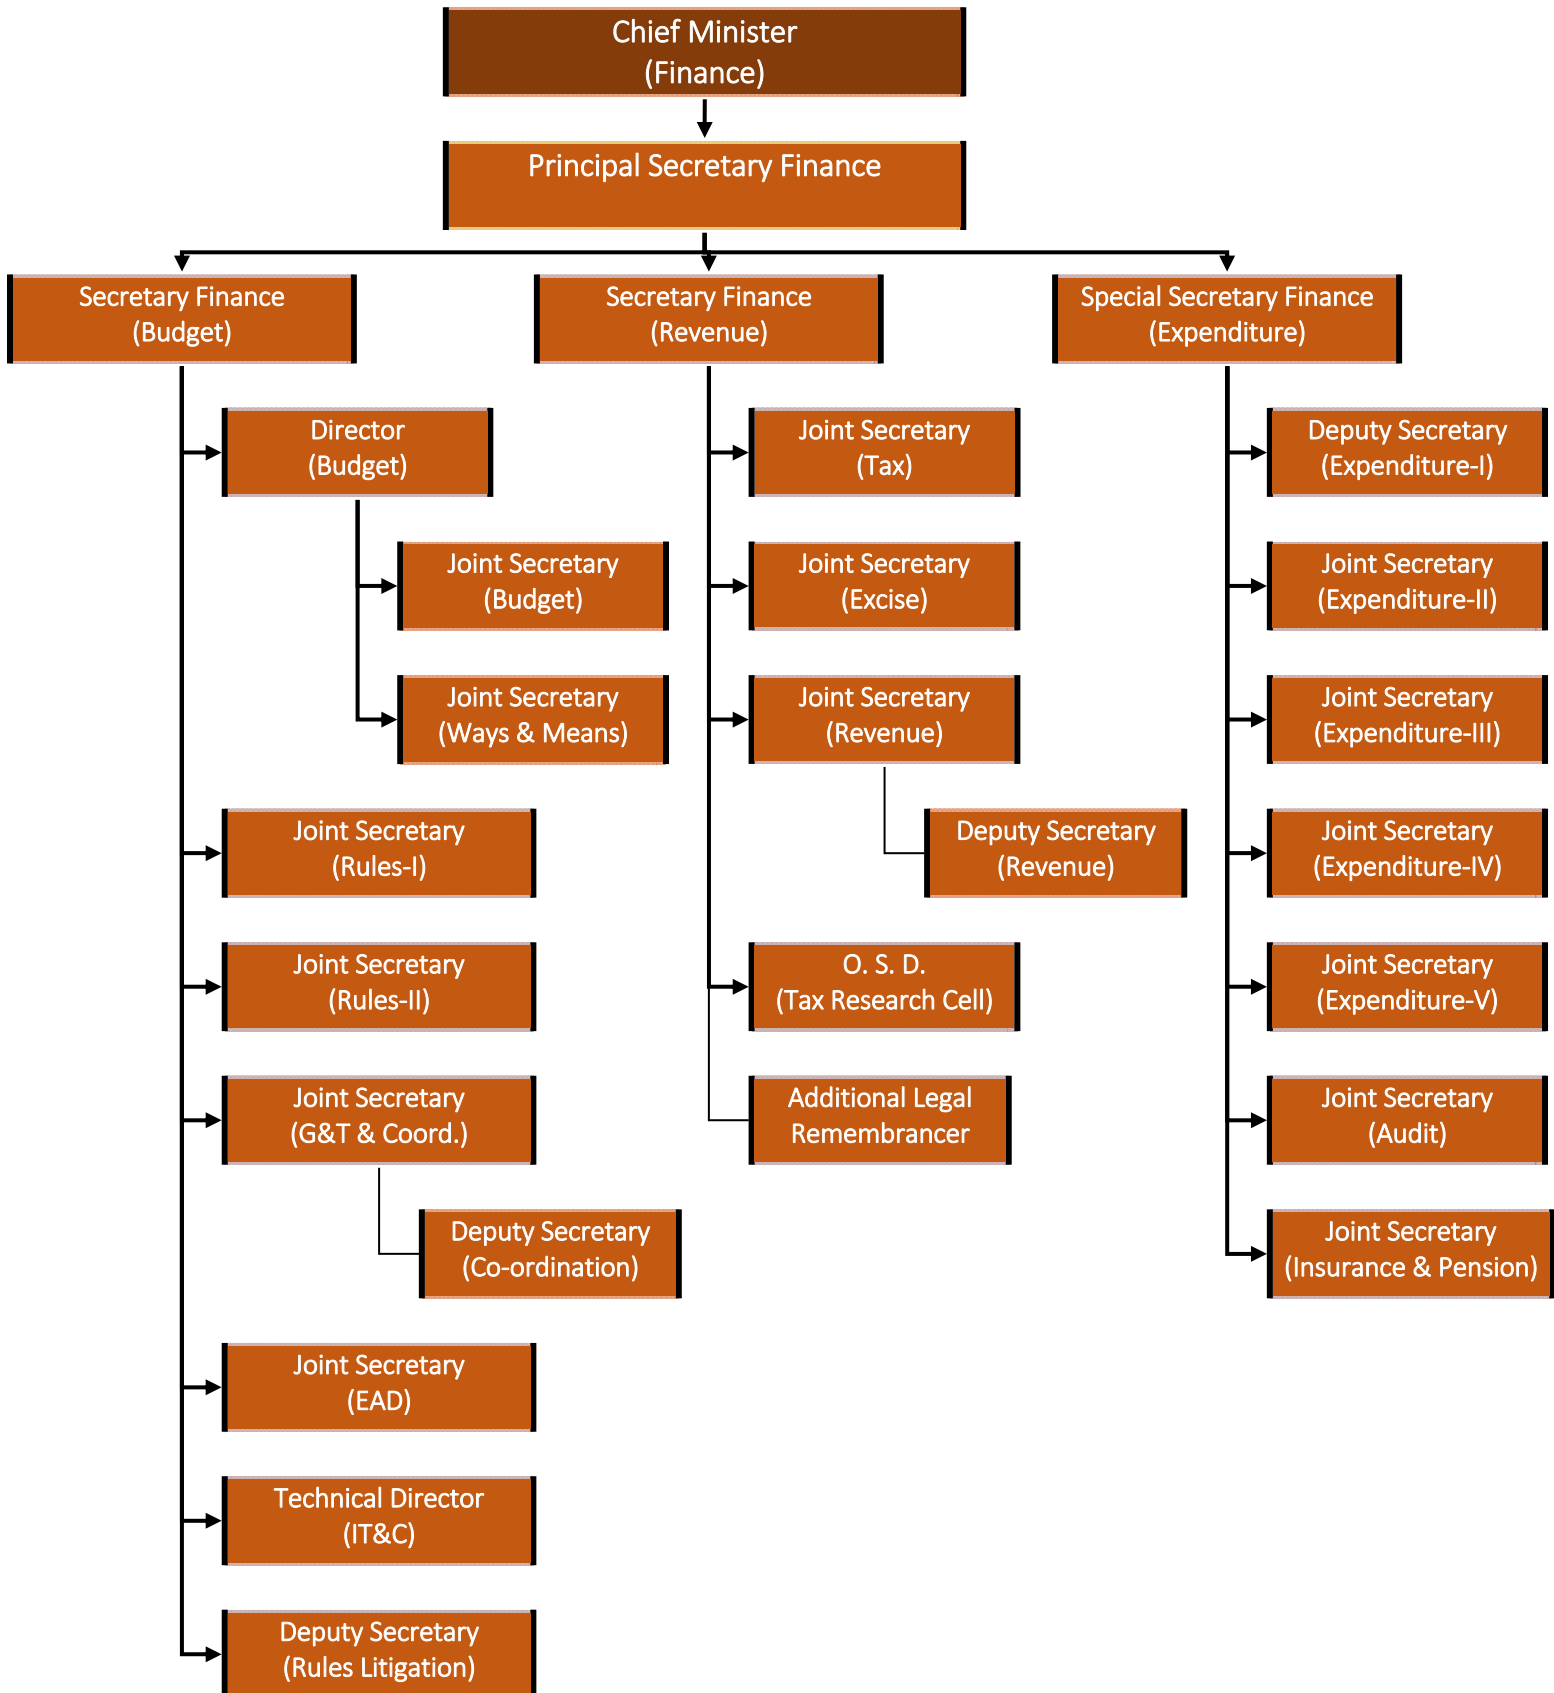 Chief Minister
(Finance)
Principal Secretary Finance
Secretary Finance
(Budget)
Secretary Finance
(Revenue)
Special Secretary Finance
(Expenditure)
Director
(Budget)
Joint Secretary
(Budget)
Joint Secretary
(Ways & Means)
Joint Secretary
(Rules-I)
Joint Secretary
(Rules-II)
Joint Secretary
(G&T & Coord.)
Deputy Secretary
(Co-ordination)
Joint Secretary
(EAD)
Technical Director
(IT&C)
Deputy Secretary
(Rules Litigation)
Joint Secretary
(Tax)
Joint Secretary
(Excise)
Joint Secretary
(Revenue)
Deputy Secretary
(Revenue)
O. S. D.
(Tax Research Cell)
Additional Legal
Remembrancer
Deputy Secretary
(Expenditure-I)
Joint Secretary
(Expenditure-II)
Joint Secretary
(Expenditure-III)
Joint Secretary
(Expenditure-IV)
Joint Secretary
(Expenditure-V)
Joint Secretary
(Audit)
Joint Secretary
(Insurance & Pension)